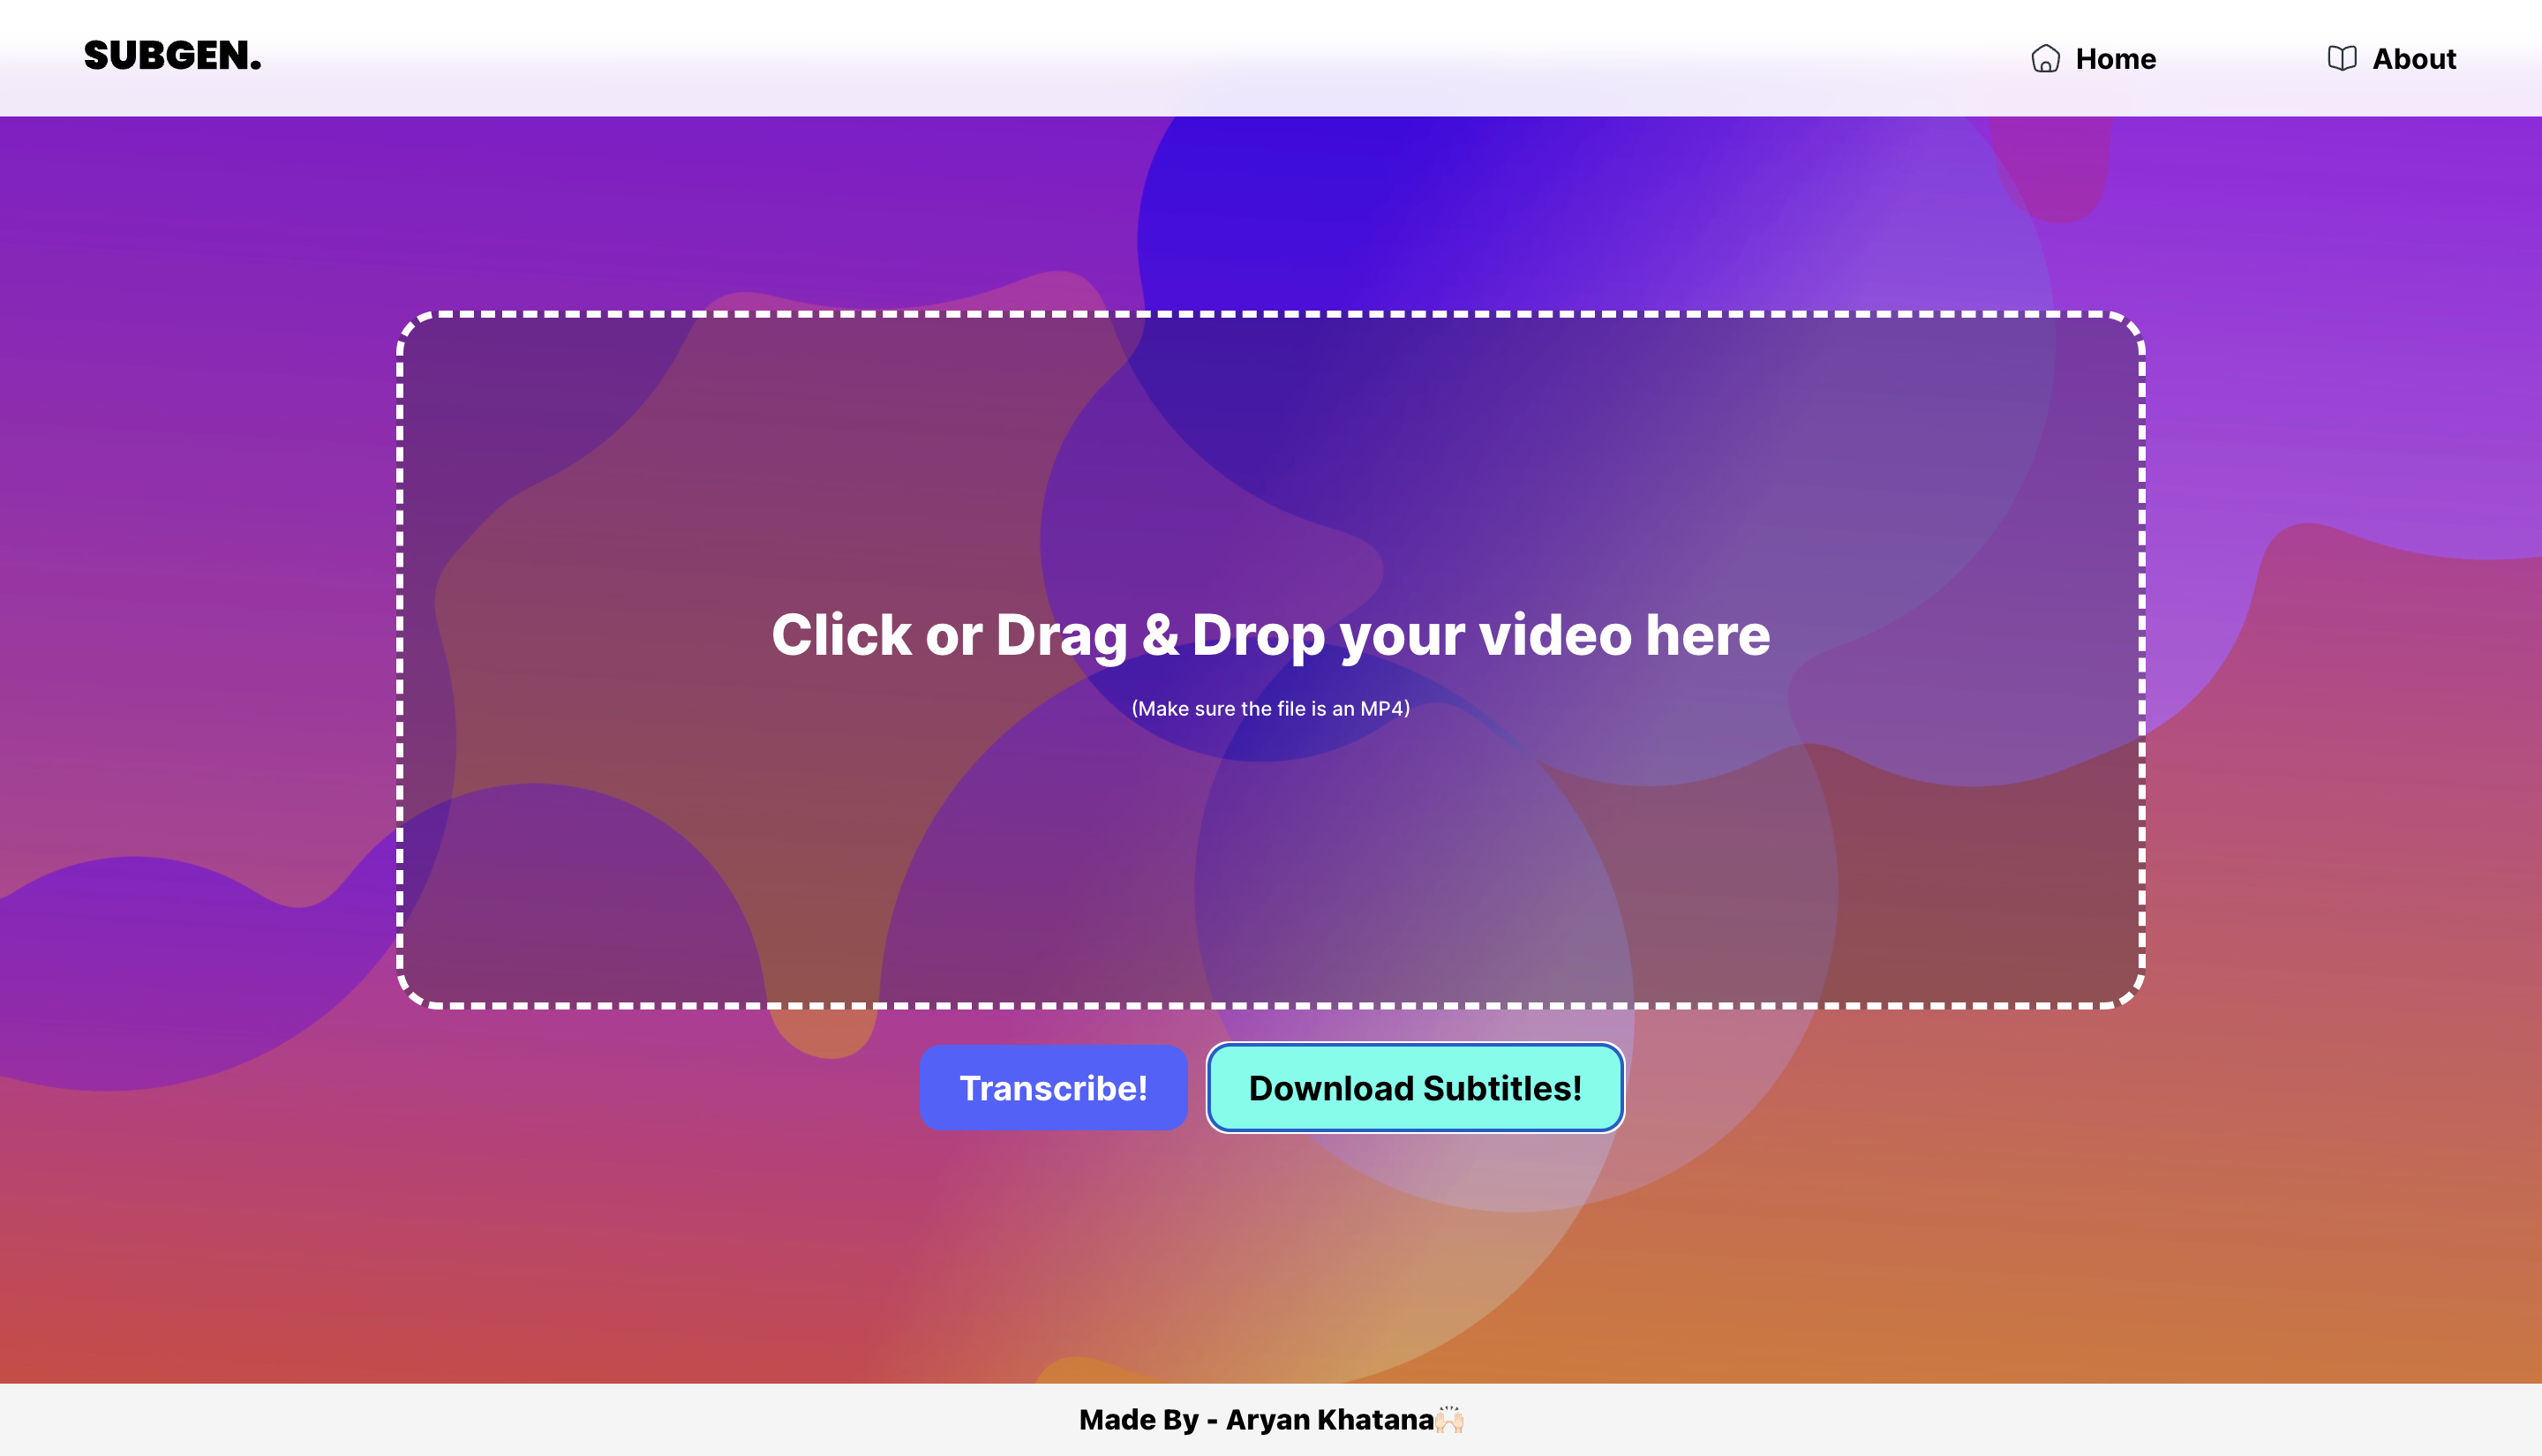 SUBGEN.
Home
About
Click or Drag & Drop your video here
(Make sure the file is an MP4)
Transcribe!
Download Subtitles!
Made By - Aryan Khatana🙌🏻